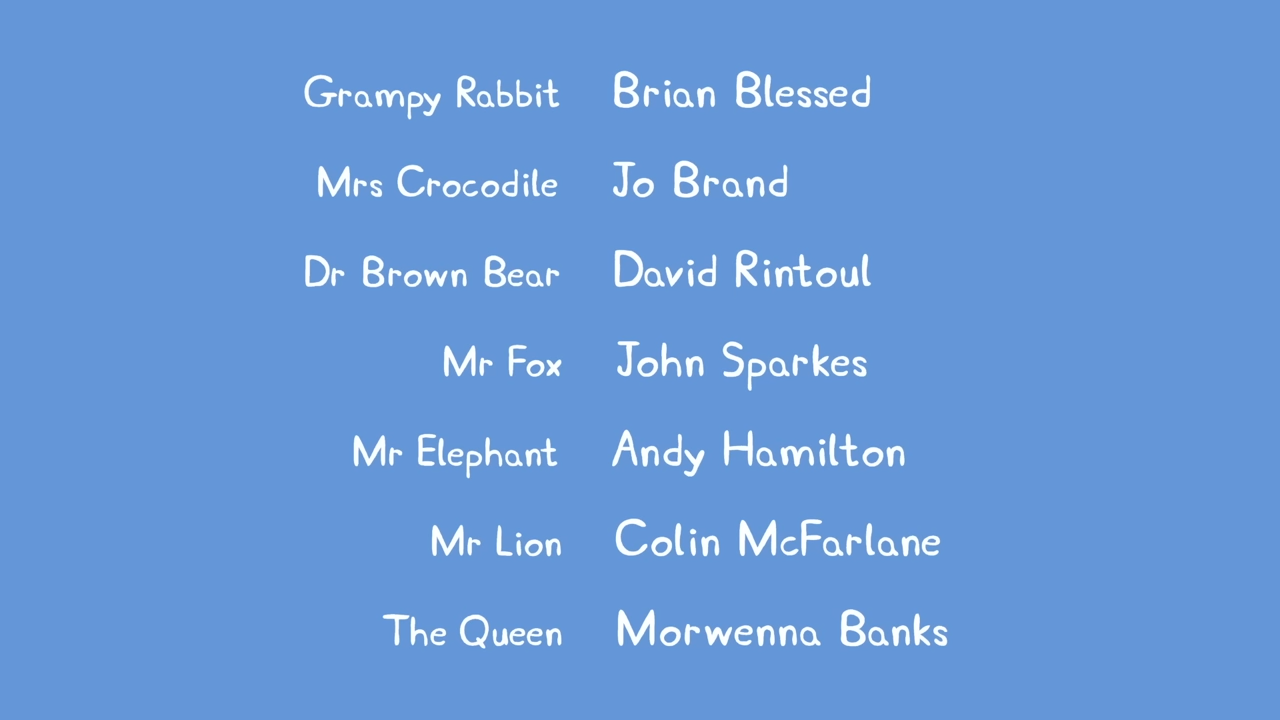 Grampy Rabbit Brian Blessed
Mrs Crocodile Jo Brand
Dr Brown Bear David Rintoul
Mr Fox John Sparkes
Mr Elephant Andy Hamilton
Mr Lion Colin McFarlane
The Queen Morwenna Banks